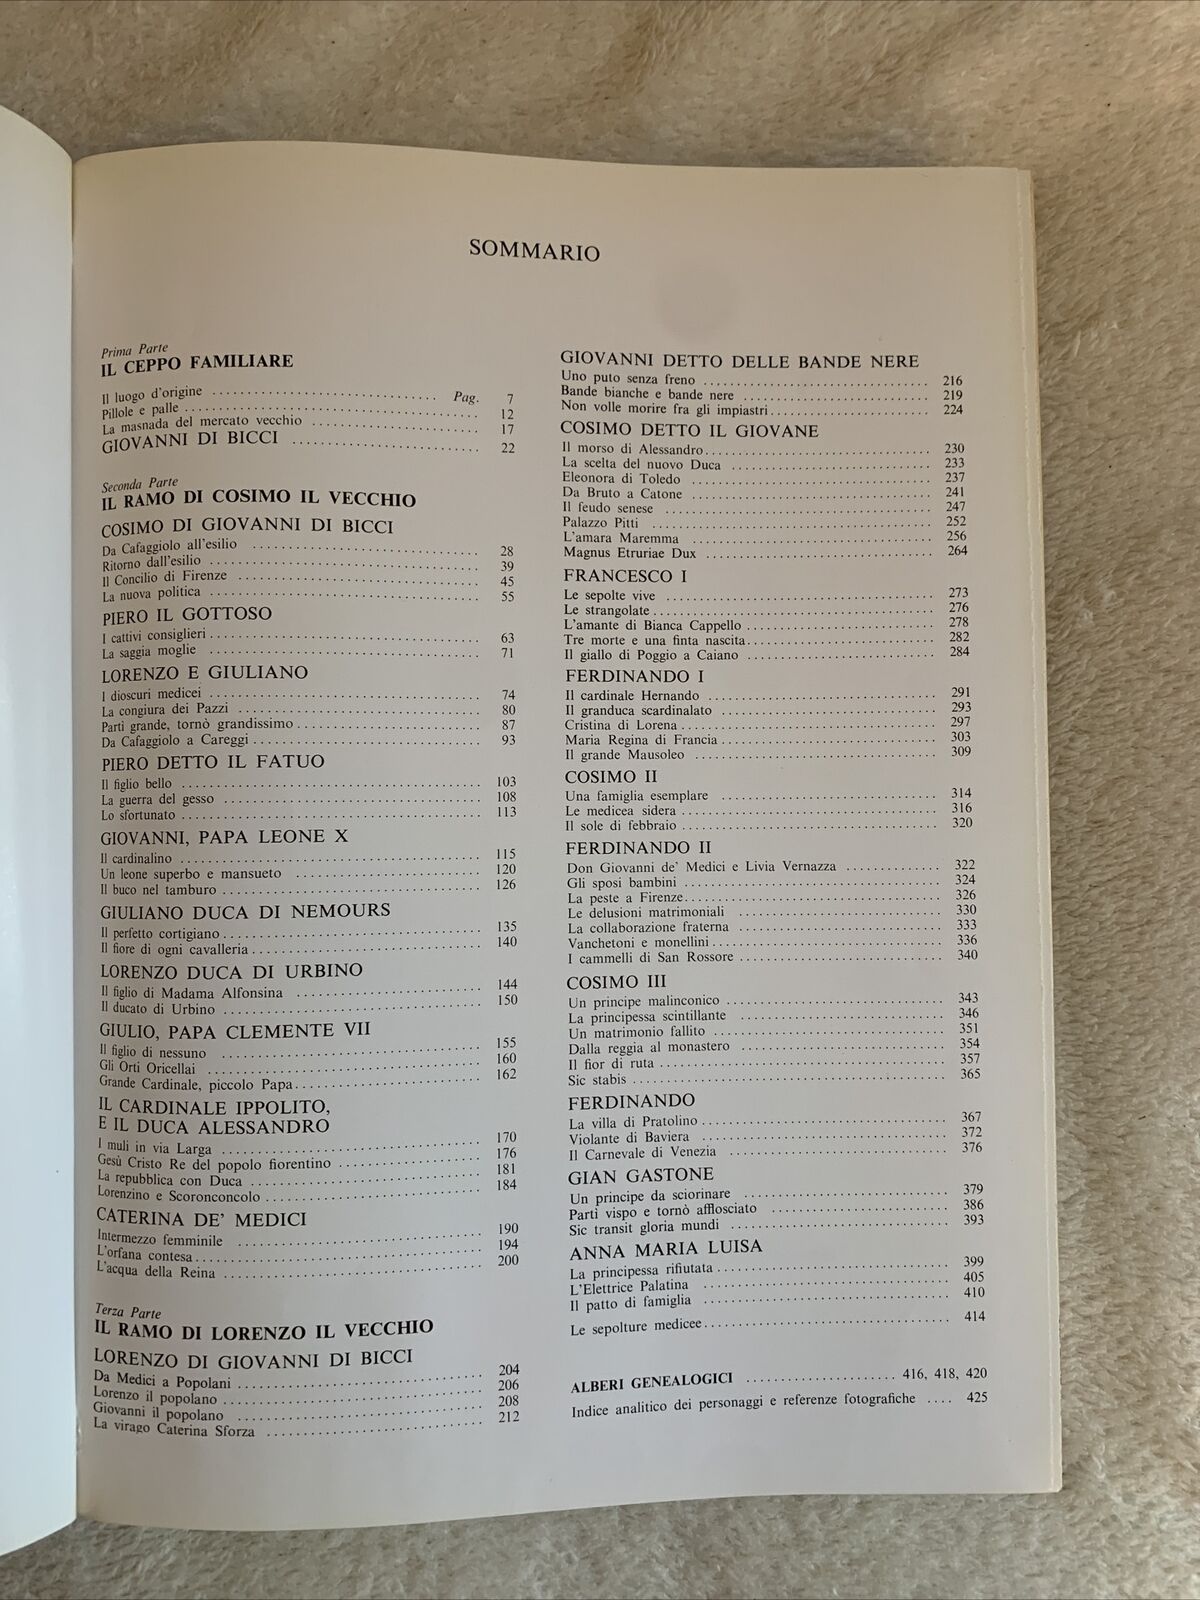 SOMMARIO
Prima Parte
IL CEPPO FAMILIARE
Il luogo d'origine ........ Pag. 7
Pillole e palle ........ 12
La masnada del mercato vecchio ........ 17
GIOVANNI DI BICCI ........ 22
Seconda Parte
IL RAMO DI COSIMO IL VECCHIO
COSIMO DI GIOVANNI DI BICCI
Da Cafaggiolo all'esilio ........ 28
Ritorno dall'esilio ........ 39
Il Concilio di Firenze ........ 45
La nuova politica ........ 55
PIERO IL GOTTOSO
I cattivi consiglieri ........ 63
La saggia moglie ........ 71
LORENZO E GIULIANO
I dioscuri medicei ........ 74
La congiura dei Pazzi ........ 80
Partì grande, tornò grandissimo ........ 87
Da Cafaggiolo a Careggi ........ 93
PIERO DETTO IL FATUO
Il figlio bello ........ 103
La guerra del gesso ........ 108
Lo sfortunato ........ 113
GIOVANNI, PAPA LEONE X
Il cardinalino ........ 115
Un leone superbo e mansueto ........ 120
Il buco nel tamburo ........ 126
GIULIANO DUCA DI NEMOURS
Il perfetto cortigiano ........ 135
Il fiore di ogni cavalleria ........ 140
LORENZO DUCA DI URBINO
Il figlio di Madama Alfonsina ........ 144
Il ducato di Urbino ........ 150
GIULIO, PAPA CLEMENTE VII
Il figlio di nessuno ........ 155
Gli Orti Oricellai ........ 160
Grande Cardinale, piccolo Papa ........ 162
IL CARDINALE IPPOLITO,
E IL DUCA ALESSANDRO
I muli in via Larga ........ 170
Gesù Cristo Re del popolo fiorentino ........ 176
La repubblica con Duca ........ 181
Lorenzino e Scoronconcolo ........ 184
CATERINA DE' MEDICI
Intermezzo femminile ........ 190
L'orfana contesa ........ 194
L'acqua della Reina ........ 200
Terza Parte
IL RAMO DI LORENZO IL VECCHIO
LORENZO DI GIOVANNI DI BICCI
Da Medici a Popolani ........ 204
Lorenzo il popolano ........ 206
Giovanni il popolano ........ 208
La virago Caterina Sforza ........ 212
GIOVANNI DETTO DELLE BANDE NERE
Uno puto senza freno ........ 216
Bande bianche e bande nere ........ 219
Non volle morire fra gli impiastri ........ 224
COSIMO DETTO IL GIOVANE
Il morso di Alessandro ........ 230
La scelta del nuovo Duca ........ 233
Eleonora di Toledo ........ 237
Da Bruto a Catone ........ 241
Il feudo senese ........ 247
Palazzo Pitti ........ 252
L'amara Maremma ........ 256
Magnus Etruriae Dux ........ 264
FRANCESCO I
Le sepolte vive ........ 273
Le strangolate ........ 276
L'amante di Bianca Cappello ........ 278
Tre morte e una finta nascita ........ 282
Il giallo di Poggio a Caiano ........ 284
FERDINANDO I
Il cardinale Hernando ........ 291
Il granduca scardinalato ........ 293
Cristina di Lorena ........ 297
Maria Regina di Francia ........ 303
Il grande Mausoleo ........ 309
COSIMO II
Una famiglia esemplare ........ 314
Le medicea sidera ........ 316
Il sole di febbraio ........ 320
FERDINANDO II
Don Giovanni de' Medici e Livia Vernazza ........ 322
Gli sposi bambini ........ 324
La peste a Firenze ........ 326
Le delusioni matrimoniali ........ 330
La collaborazione fraterna ........ 333
Vanchetoni e monellini ........ 336
I cammelli di San Rossore ........ 340
COSIMO III
Un principe malinconico ........ 343
La principessa scintillante ........ 346
Un matrimonio fallito ........ 351
Dalla reggia al monastero ........ 354
Il fior di ruta ........ 357
Sic stabis ........ 365
FERDINANDO
La villa di Pratolino ........ 367
Violante di Baviera ........ 372
Il Carnevale di Venezia ........ 376
GIAN GASTONE
Un principe da sciorinare ........ 379
Partì vispo e tornò afflosciato ........ 386
Sic transit gloria mundi ........ 393
ANNA MARIA LUISA
La principessa rifiutata ........ 399
L'Elettrice Palatina ........ 405
Il patto di famiglia ........ 410
Le sepolture medicee ........ 414
ALBERI GENEALOGICI ........ 416, 418, 420
Indice analitico dei personaggi e referenze fotografiche .... 425